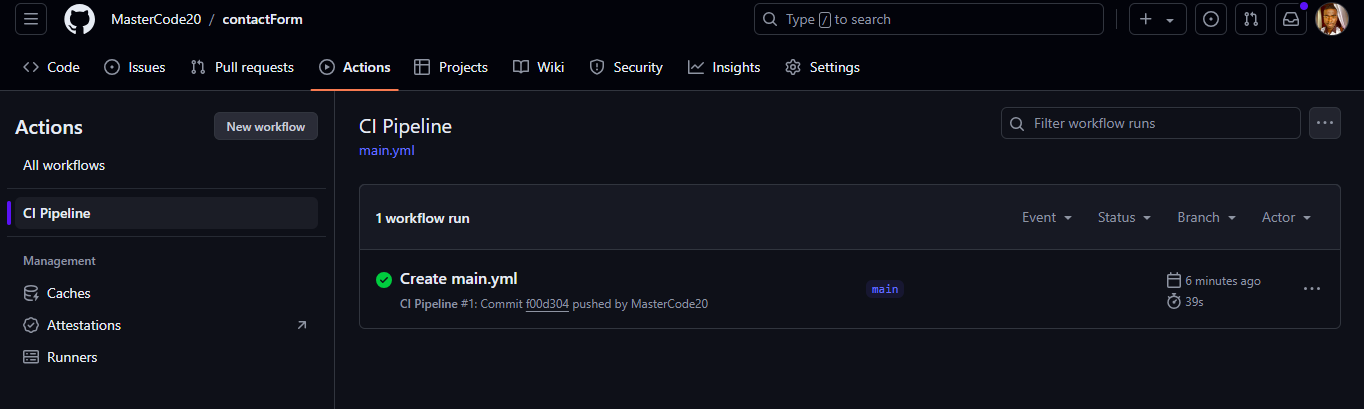 MasterCode20 / contactForm
Type / to search
Code
Issues
Pull requests
Actions
Projects
Wiki
Security
Insights
Settings
Actions
New workflow
All workflows
CI Pipeline
Management
Caches
Attestations
Runners
CI Pipeline
main.yml
Filter workflow runs
1 workflow run
Event
Status
Branch
Actor
Create main.yml
CI Pipeline #1: Commit f00d304 pushed by MasterCode20
main
6 minutes ago
39s